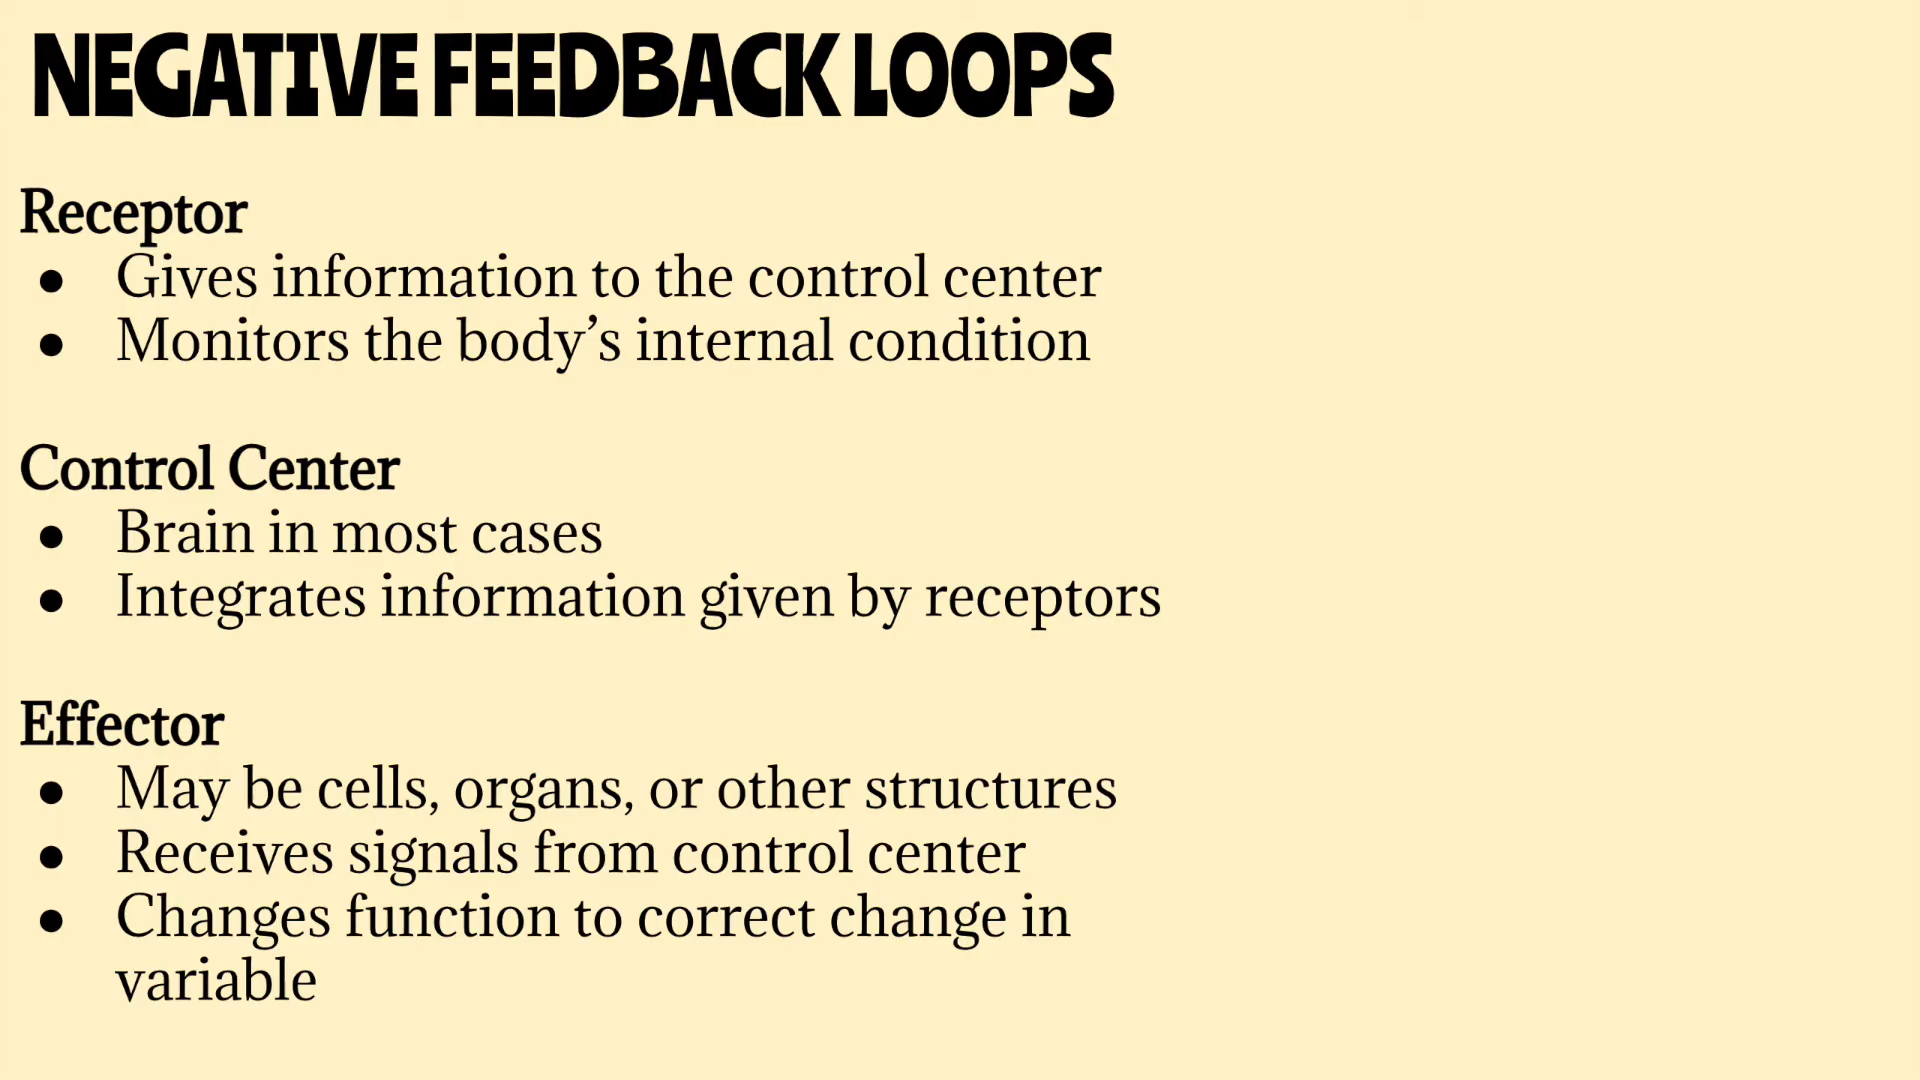 NEGATIVE FEEDBACK LOOPS
Receptor
● Gives information to the control center
● Monitors the body’s internal condition
Control Center
● Brain in most cases
● Integrates information given by receptors
Effector
● May be cells, organs, or other structures
● Receives signals from control center
● Changes function to correct change in
variable